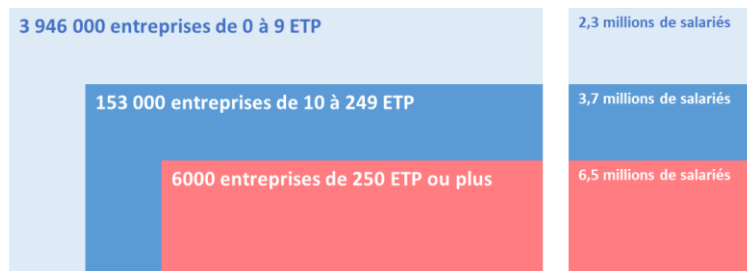 3 946 000 entreprises de 0 à 9 ETP
2,3 millions de salariés
153 000 entreprises de 10 à 249 ETP
3,7 millions de salariés
6000 entreprises de 250 ETP ou plus
6,5 millions de salariés